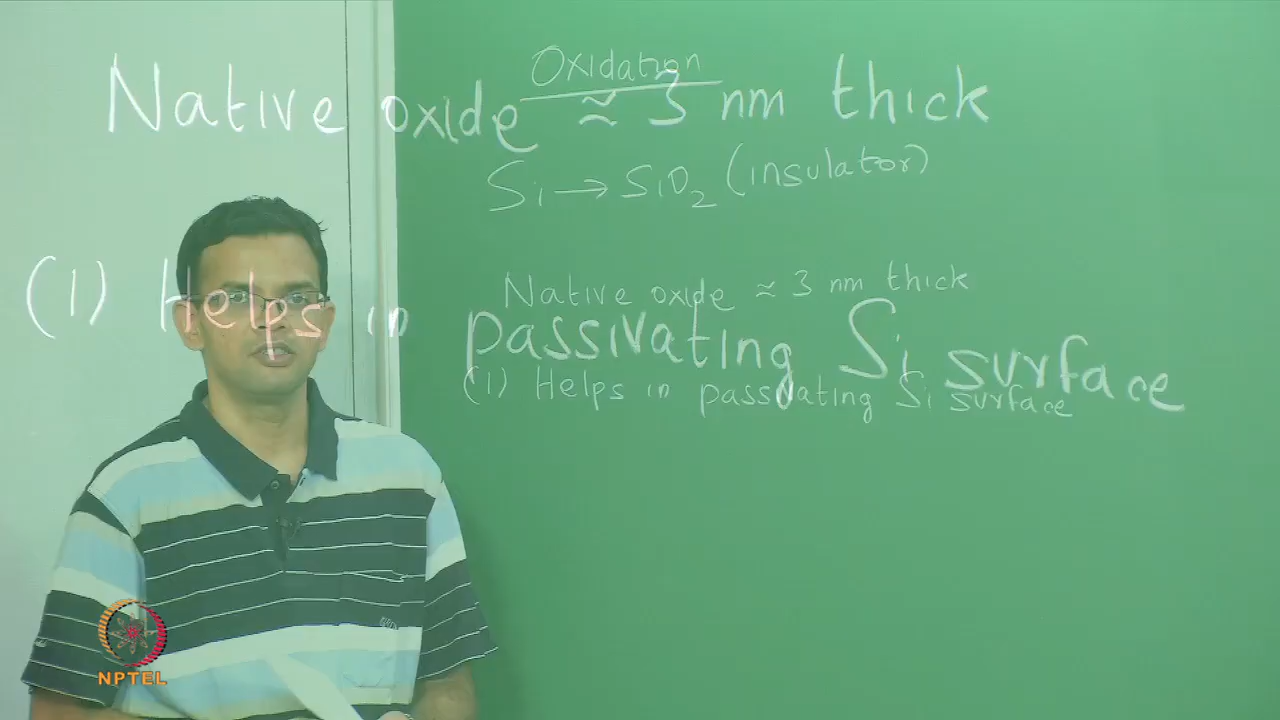 Oxidation
Native oxide ≈ 3 nm thick
Si → SiO₂ (insulator)
Native oxide ≈ 3 nm thick
(1) Helps in passivating Si surface
(1) Helps in passivating Si surface
NPTEL